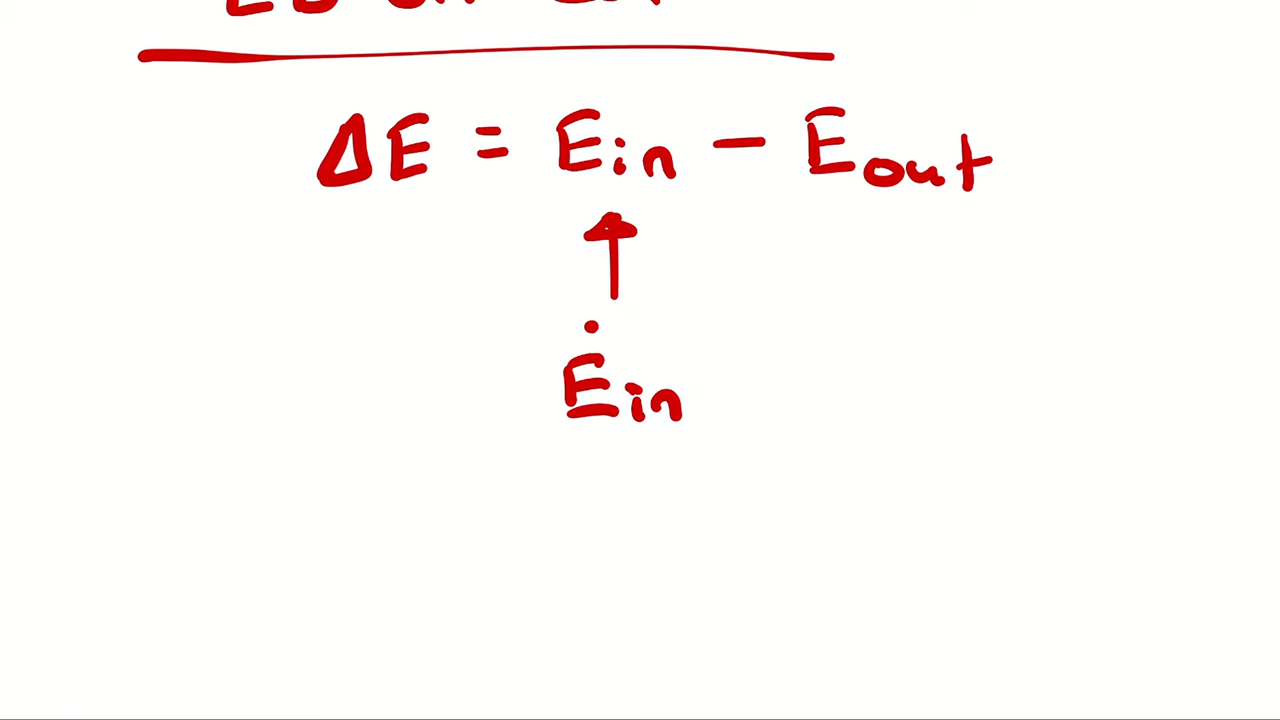 ΔE = Ein − Eout
Ėin